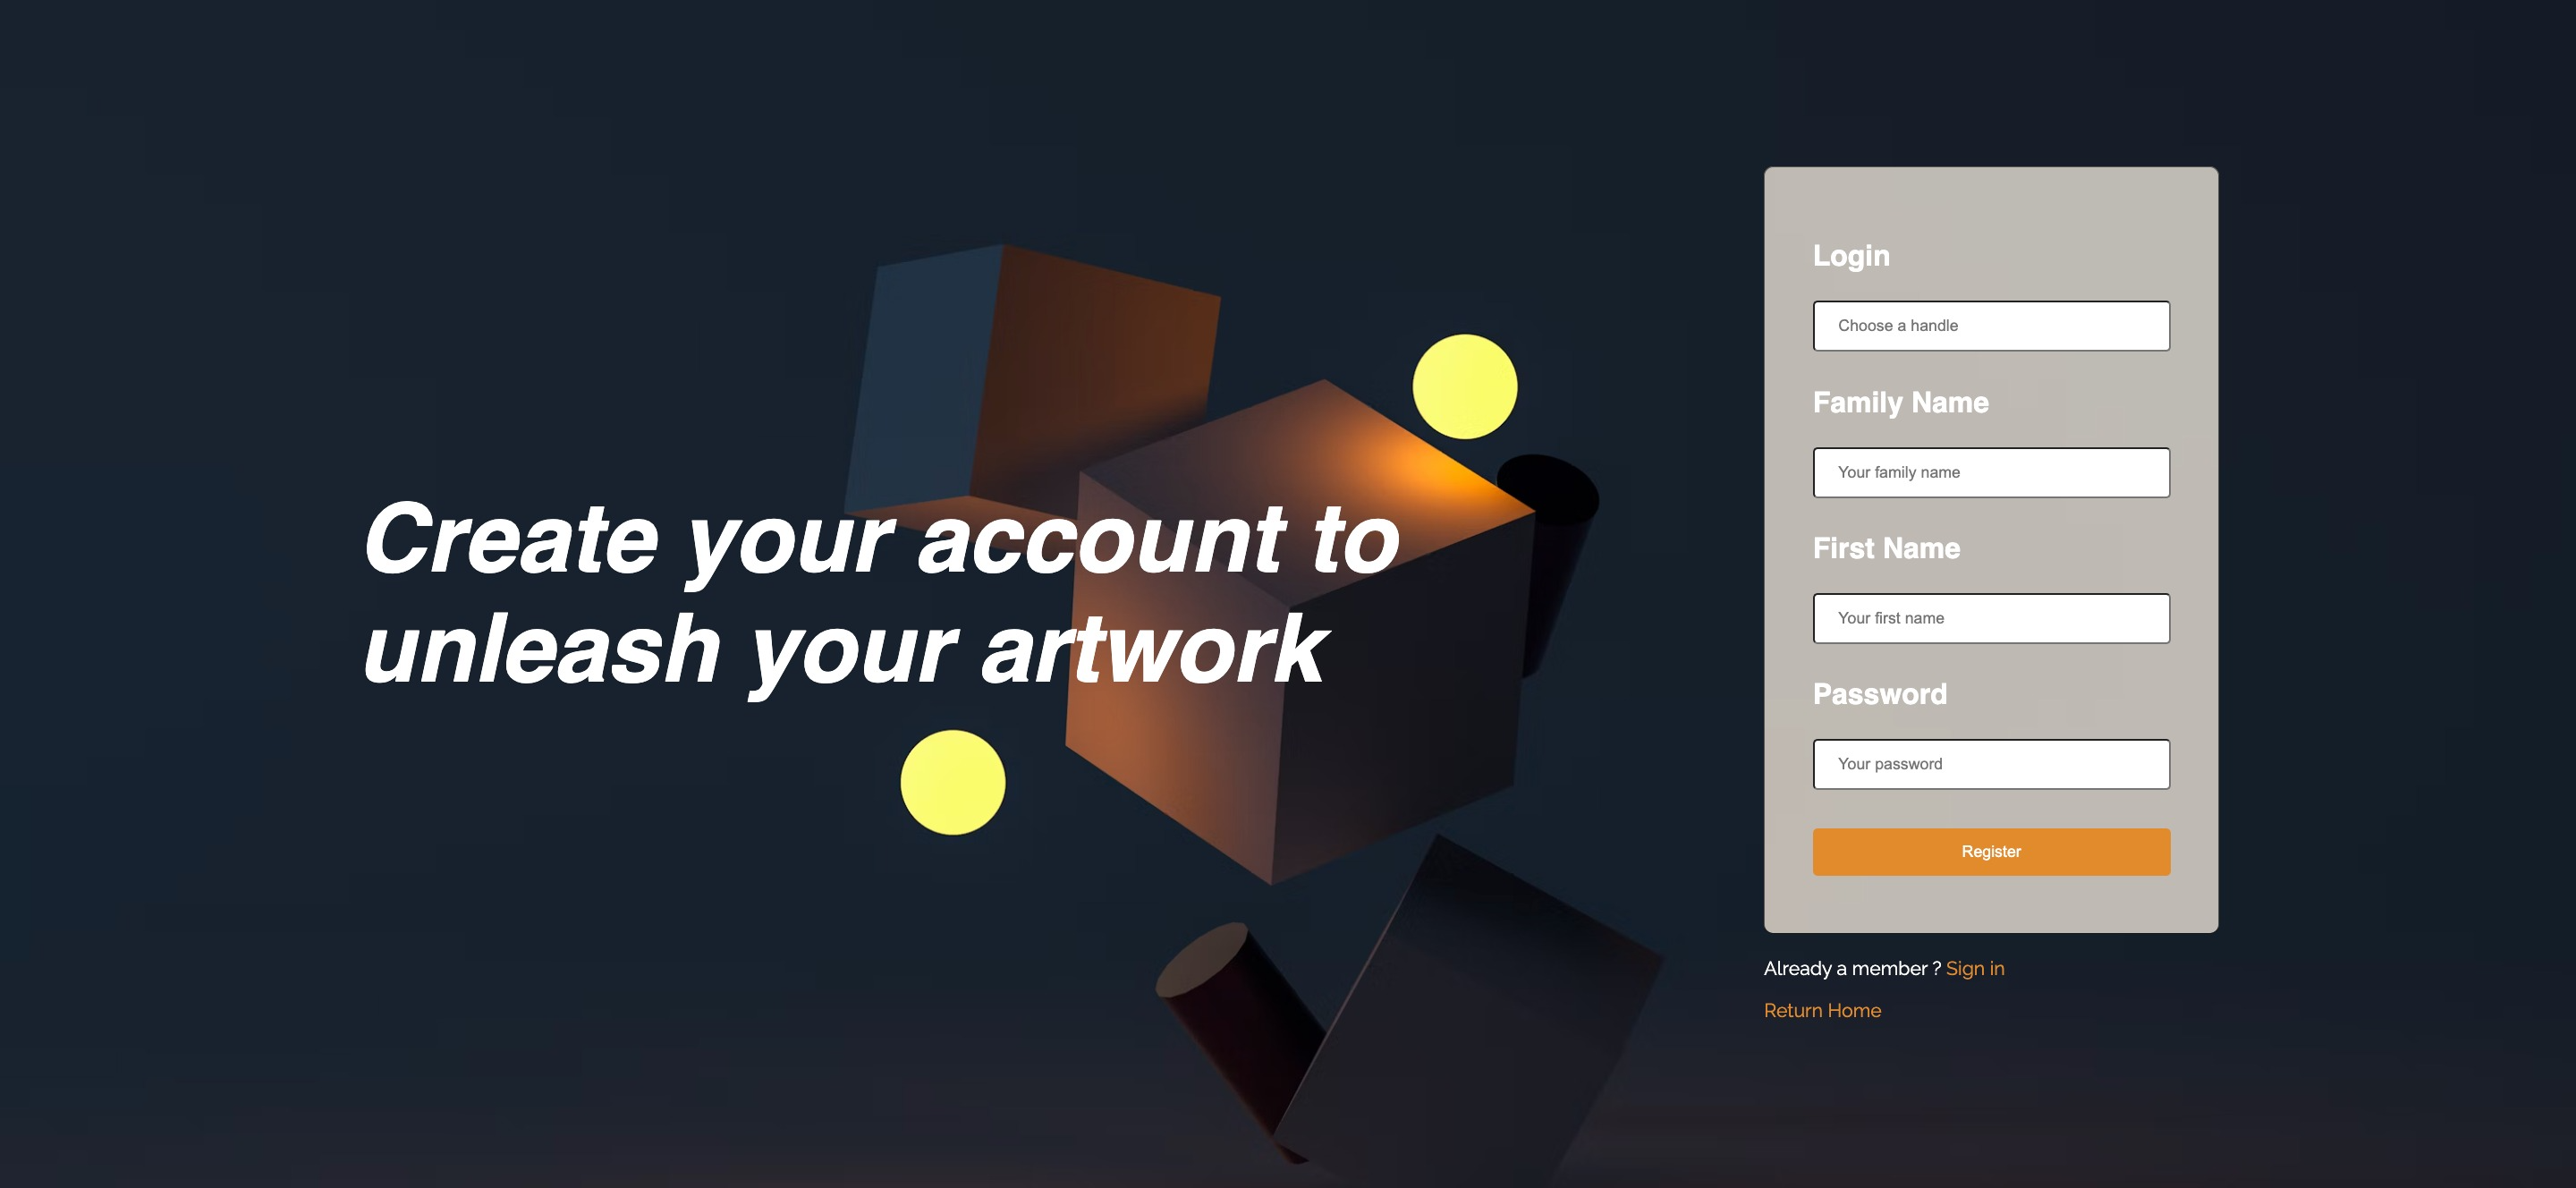 Create your account to
unleash your artwork
Login
Choose a handle
Family Name
Your family name
First Name
Your first name
Password
Your password
Register
Already a member ? Sign in
Return Home